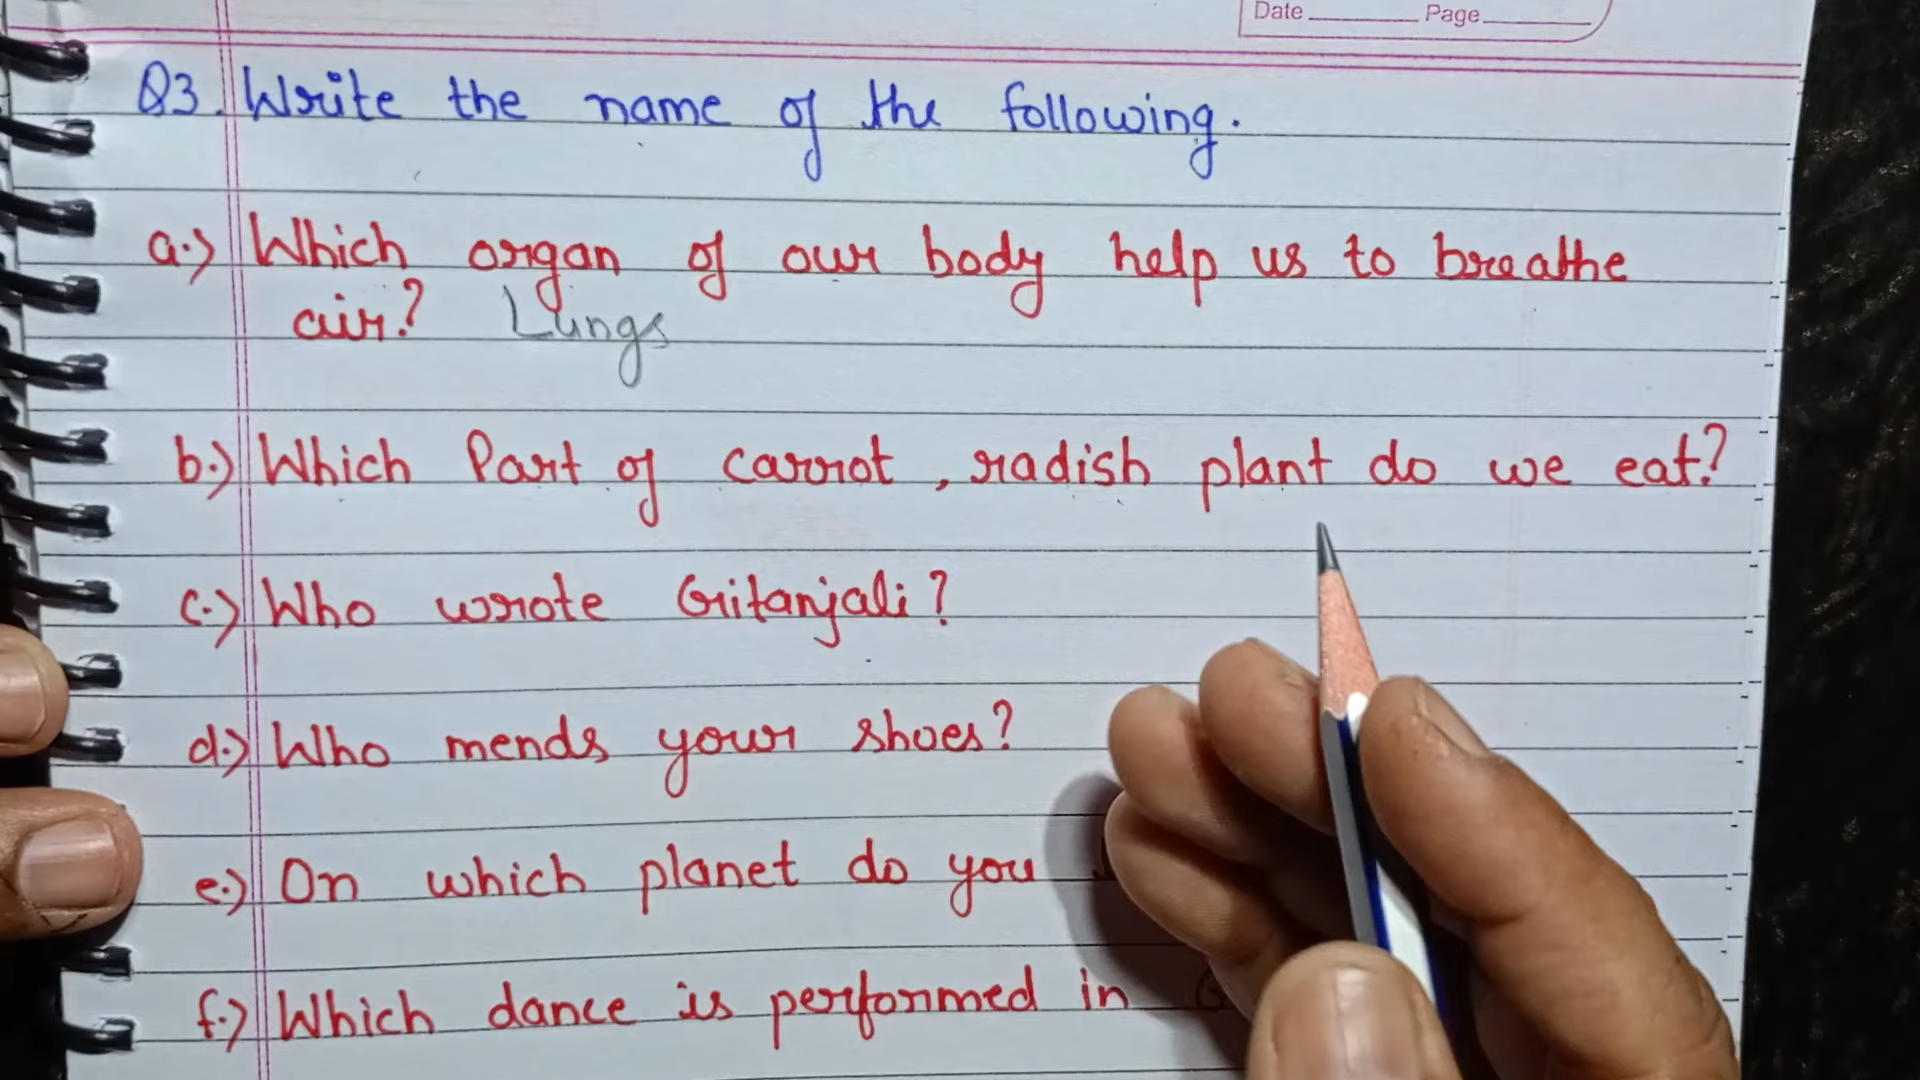 Date Page
Q3. Write the name of the following.
a.) Which organ of our body help us to breathe
air? Lungs
b.) Which Part of carrot, radish plant do we eat?
c.) Who wrote Gitanjali?
d.) Who mends your shoes?
e.) On which planet do you
f.) Which dance is performed in